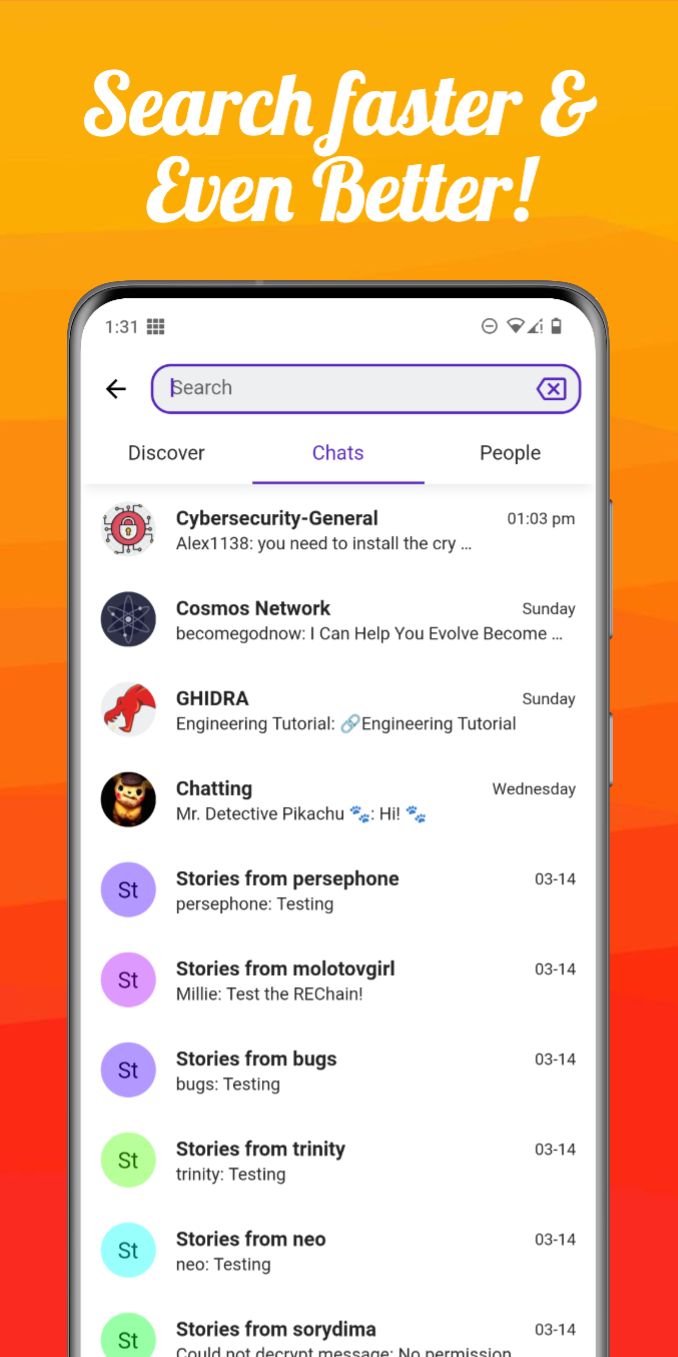 Search faster &
Even Better!
1:31
Search
Discover Chats People
Cybersecurity-General 01:03 pm
Alex1138: you need to install the cry ...
Cosmos Network Sunday
becomegodnow: I Can Help You Evolve Become ...
GHIDRA Sunday
Engineering Tutorial: 🔗Engineering Tutorial
Chatting Wednesday
Mr. Detective Pikachu 🐾: Hi! 🐾
St Stories from persephone 03-14
persephone: Testing
St Stories from molotovgirl 03-14
Millie: Test the REChain!
St Stories from bugs 03-14
bugs: Testing
St Stories from trinity 03-14
trinity: Testing
St Stories from neo 03-14
neo: Testing
St Stories from sorydima 03-14
Could not decrypt message: No permission